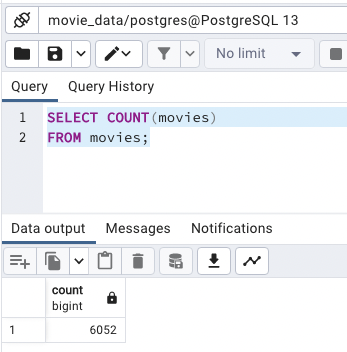 movie_data/postgres@PostgreSQL 13
No limit
Query Query History
1 SELECT COUNT(movies)
2 FROM movies;
Data output Messages Notifications
count
bigint
1 6052